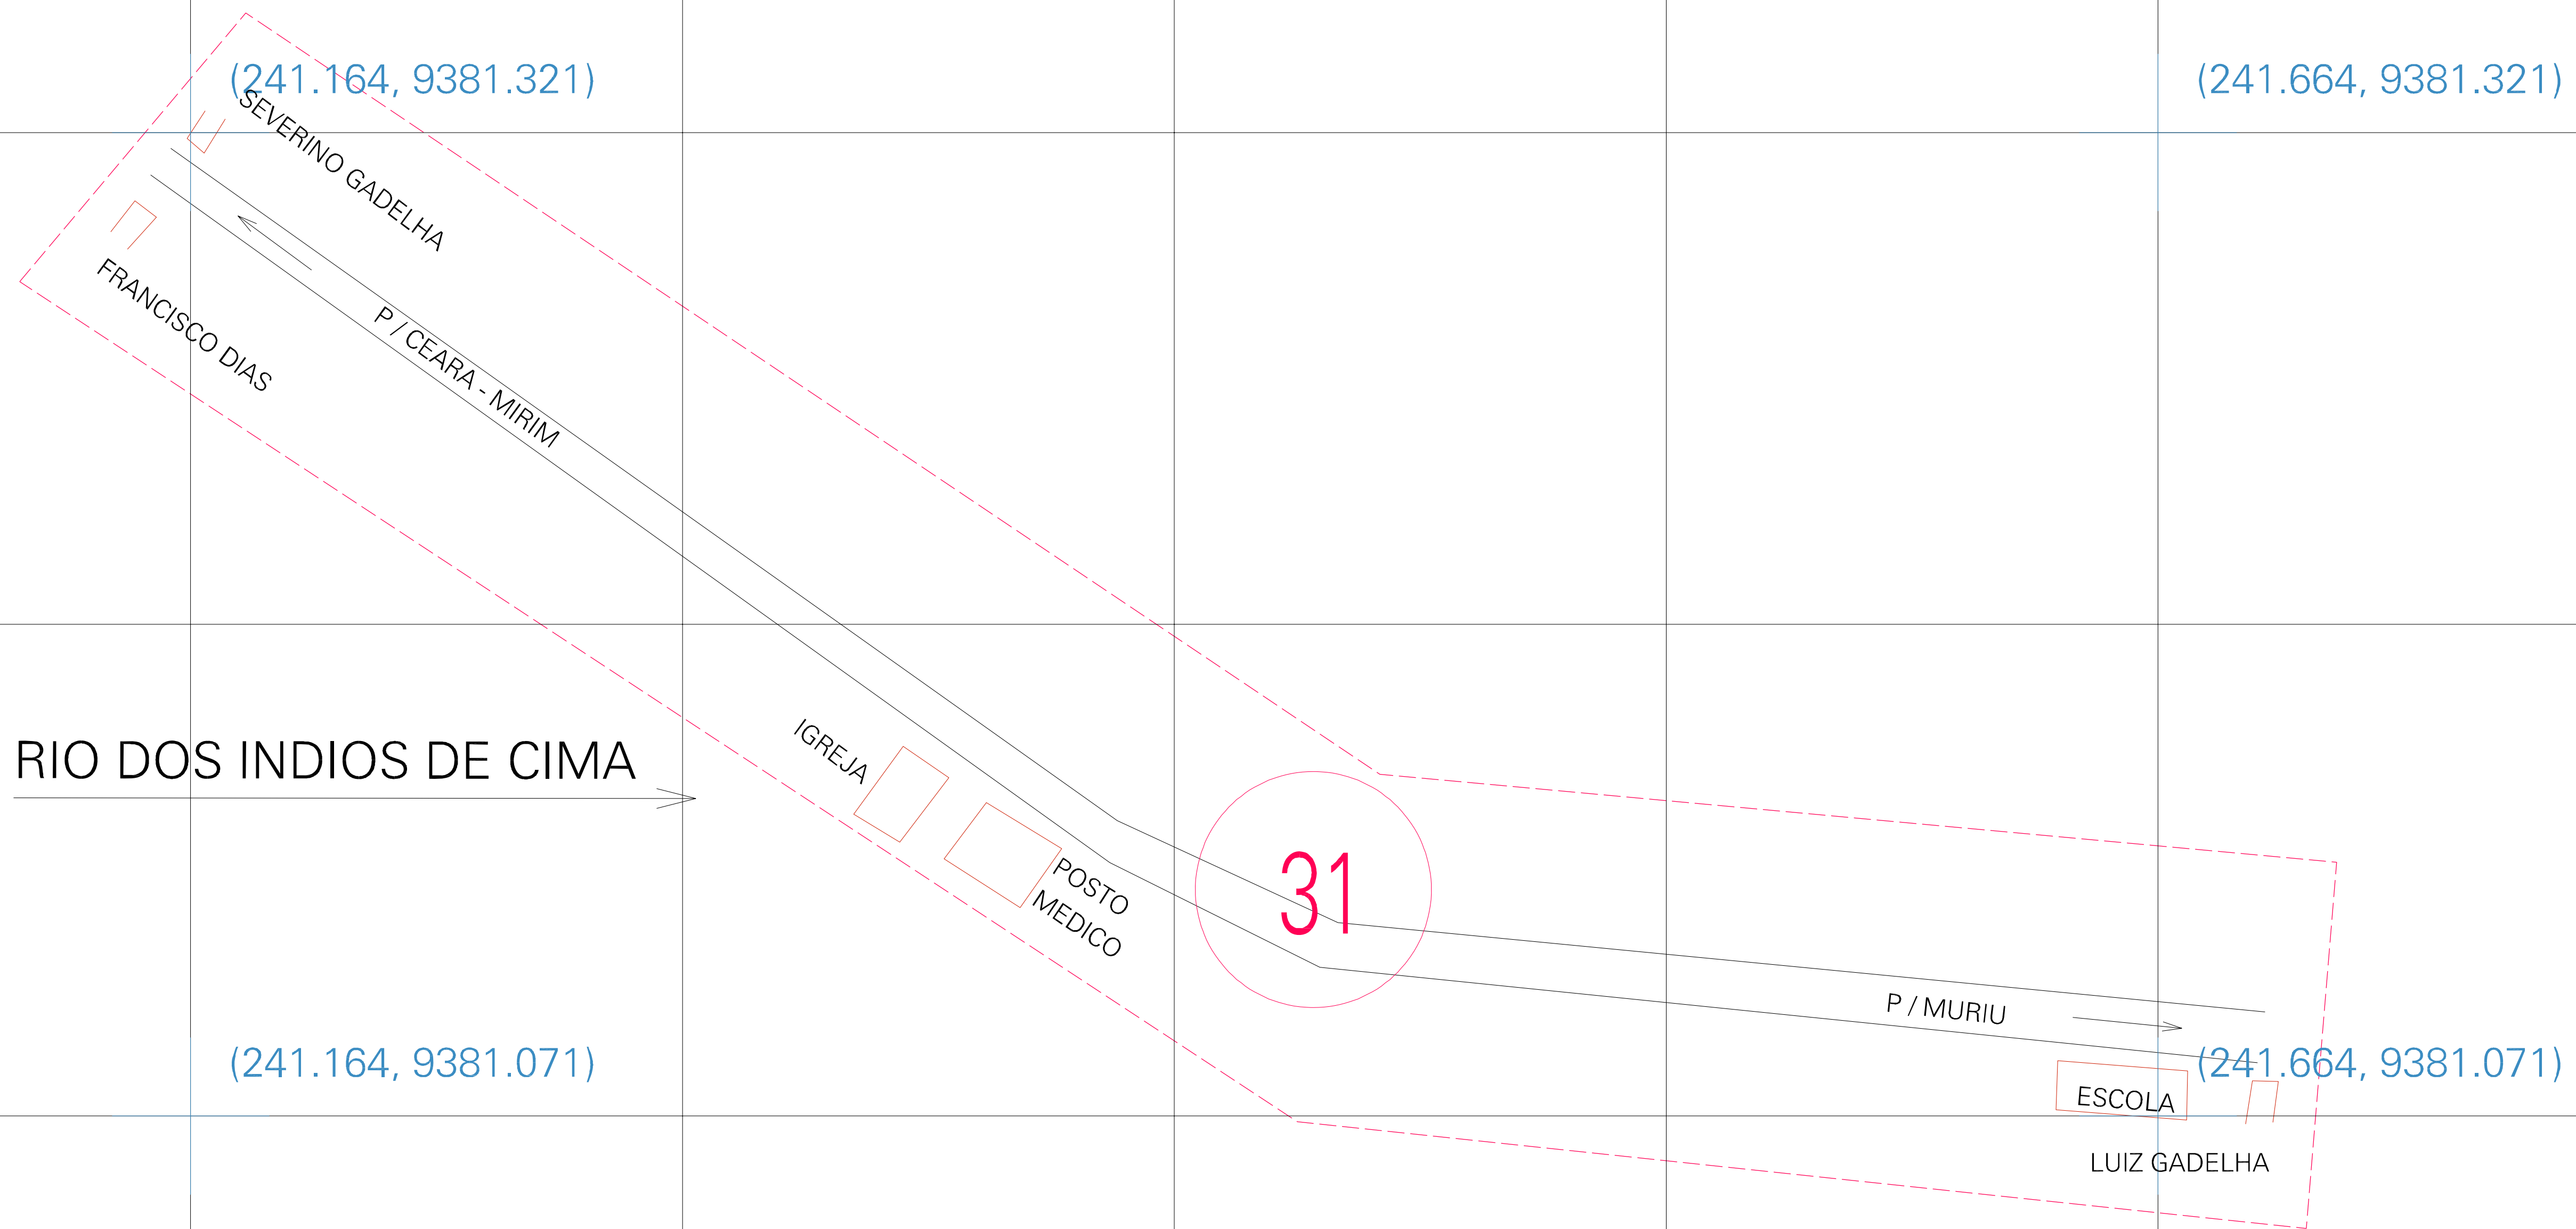 (241.164, 9381.321)
(241.664, 9381.321)
SEVERINO GADELHA
FRANCISCO DIAS
P / CEARA - MIRIM
RIO DOS INDIOS DE CIMA
IGREJA
POSTO
MEDICO
31
P / MURIU
(241.164, 9381.071)
(241.664, 9381.071)
ESCOLA
LUIZ GADELHA